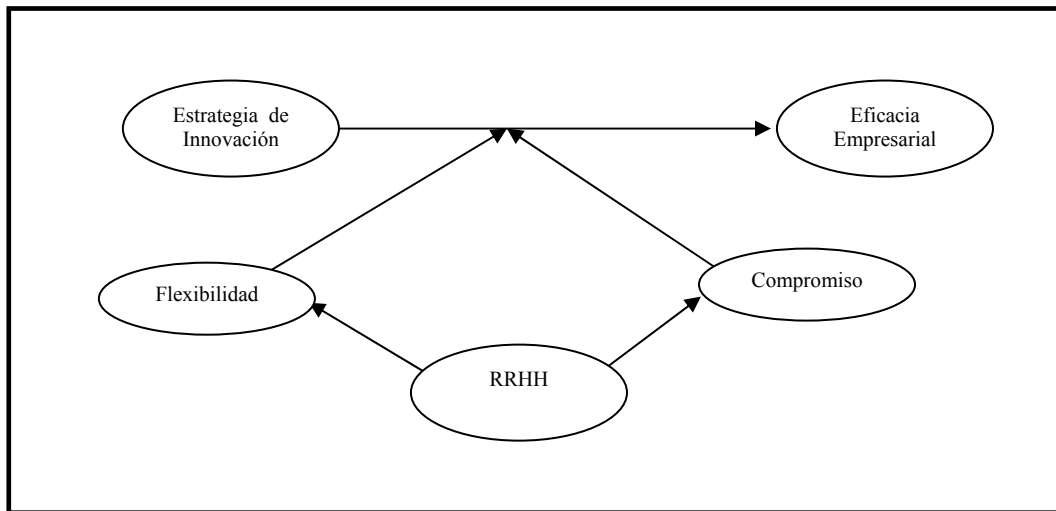 Estrategia de
Innovación
Eficacia
Empresarial
Flexibilidad
Compromiso
RRHH